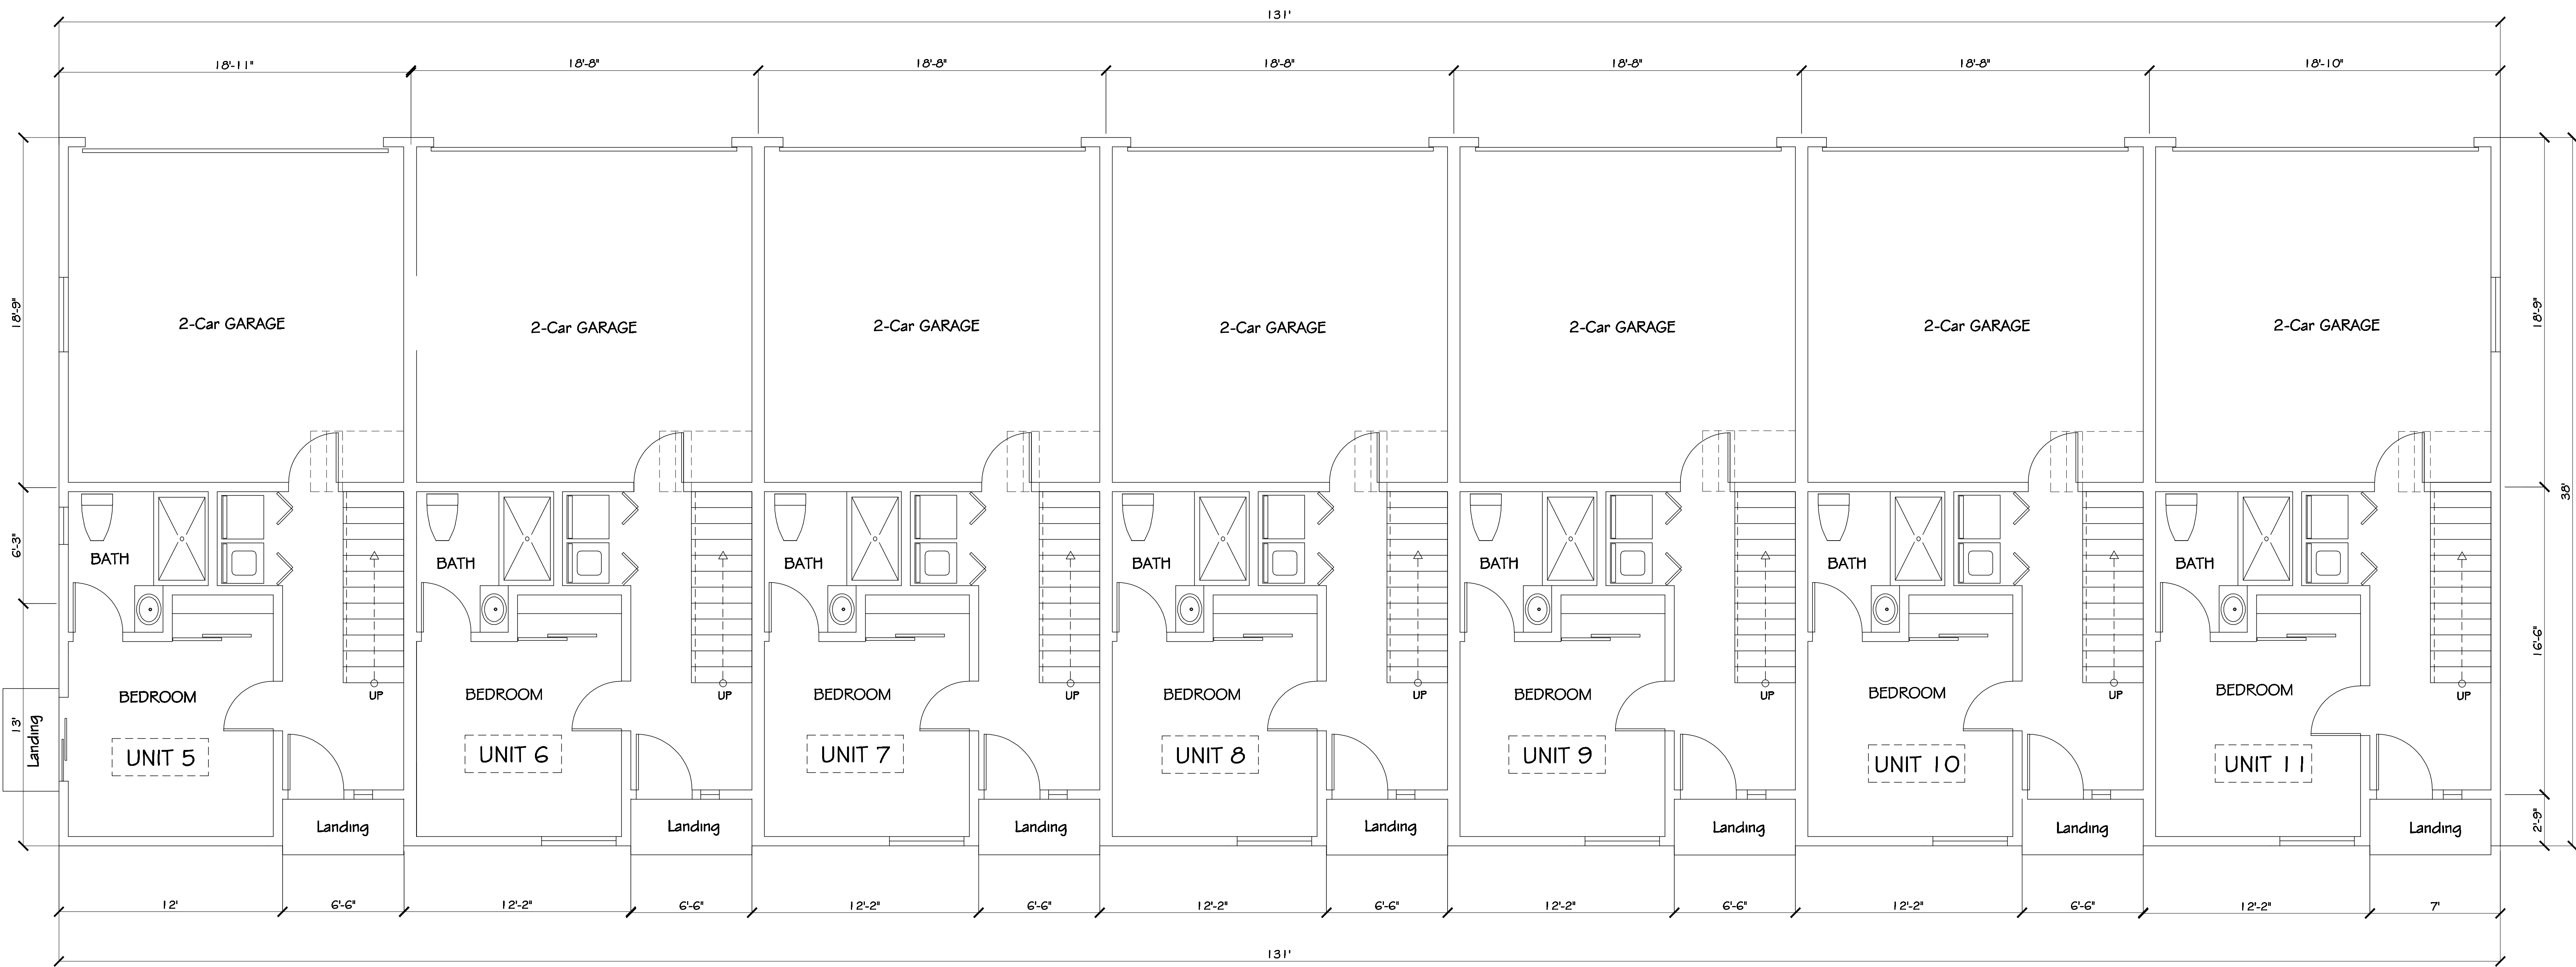 131'
18'-11" 18'-8" 18'-8" 18'-8" 18'-8" 18'-8" 18'-10"
2-Car GARAGE 2-Car GARAGE 2-Car GARAGE 2-Car GARAGE 2-Car GARAGE 2-Car GARAGE 2-Car GARAGE
18'-9" 18'-9"
38'
6'-3"
BATH BATH BATH BATH BATH BATH BATH
16'-6"
BEDROOM UP BEDROOM UP BEDROOM UP BEDROOM UP BEDROOM UP BEDROOM UP BEDROOM UP
13'
Landing
UNIT 5 UNIT 6 UNIT 7 UNIT 8 UNIT 9 UNIT 10 UNIT 11
Landing Landing Landing Landing Landing Landing Landing
2'-9"
12' 6'-6" 12'-2" 6'-6" 12'-2" 6'-6" 12'-2" 6'-6" 12'-2" 6'-6" 12'-2" 6'-6" 12'-2" 7'
131'